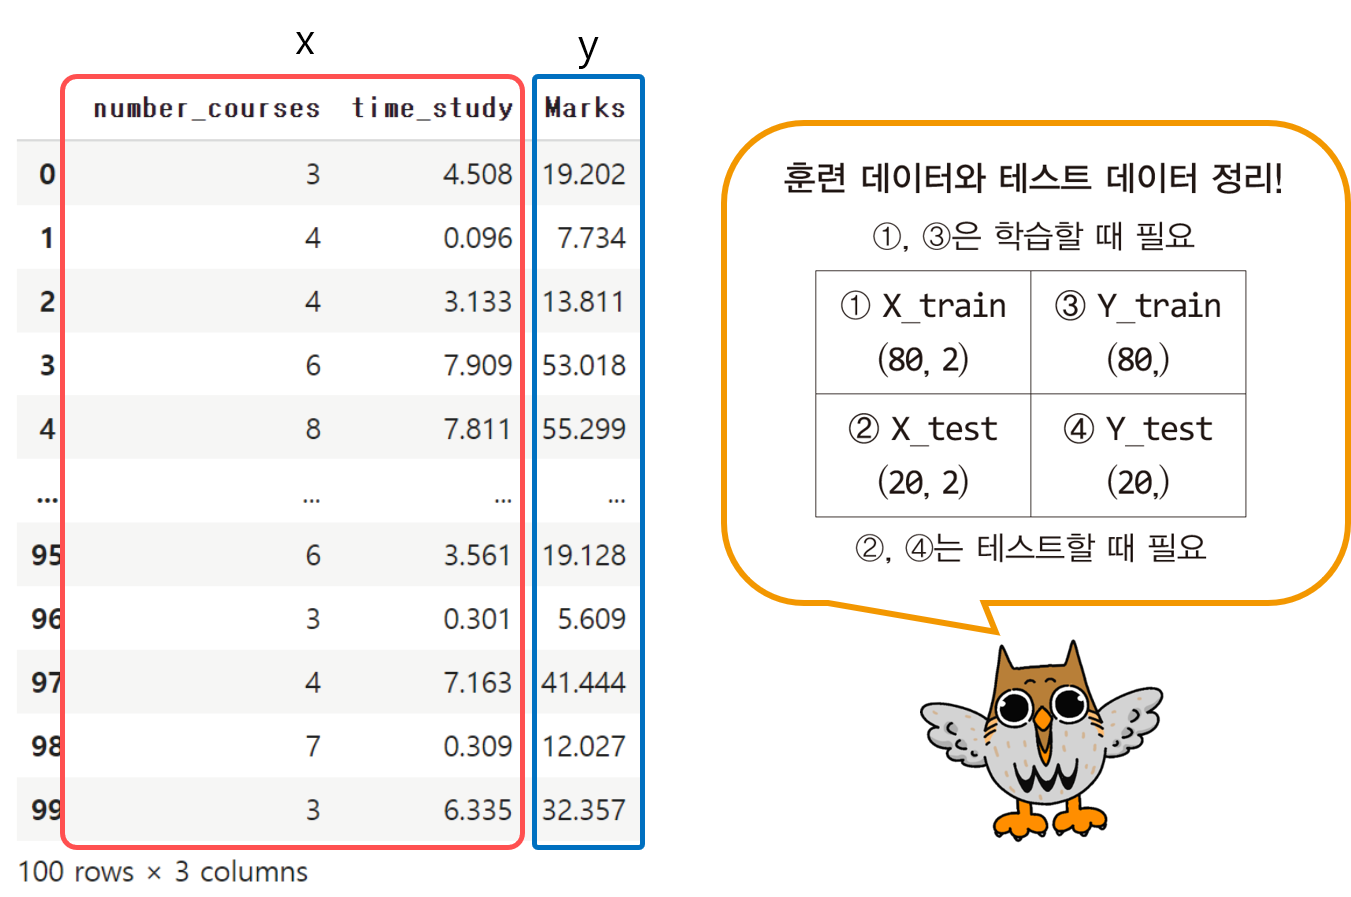 x y
number_courses time_study Marks
0 3 4.508 19.202
1 4 0.096 7.734
2 4 3.133 13.811
3 6 7.909 53.018
4 8 7.811 55.299
... ... ... ...
95 6 3.561 19.128
96 3 0.301 5.609
97 4 7.163 41.444
98 7 0.309 12.027
99 3 6.335 32.357
100 rows × 3 columns
훈련 데이터와 테스트 데이터 정리!
①, ③은 학습할 때 필요
① X_train ③ Y_train
(80, 2) (80,)
② X_test ④ Y_test
(20, 2) (20,)
②, ④는 테스트할 때 필요